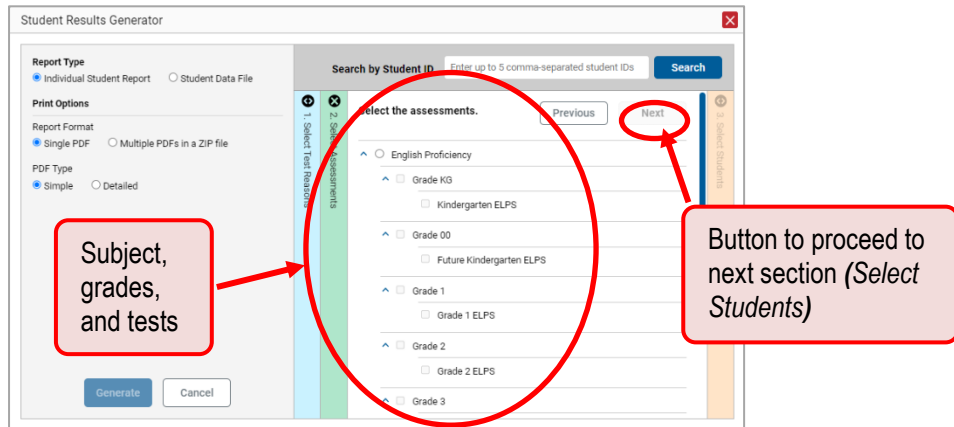 Student Results Generator
Report Type
Individual Student Report
Student Data File
Print Options
Report Format
Single PDF
Multiple PDFs in a ZIP file
PDF Type
Simple
Detailed
Generate
Cancel
Search by Student ID
Enter up to 5 comma-separated student IDs
Search
1. Select Test Reasons
2. Select Assessments
Select the assessments.
Previous
Next
English Proficiency
Grade KG
Kindergarten ELPS
Grade 00
Future Kindergarten ELPS
Grade 1
Grade 1 ELPS
Grade 2
Grade 2 ELPS
Grade 3
3. Select Students
Subject,
grades,
and tests
Button to proceed to
next section (Select
Students)